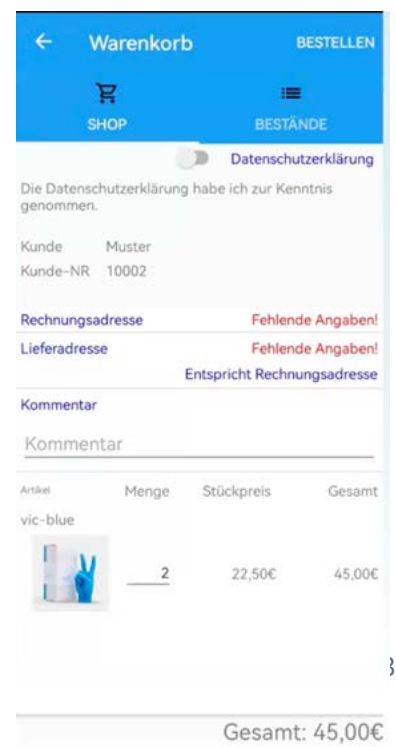 Warenkorb BESTELLEN
SHOP BESTÄNDE
Datenschutzerklärung
Die Datenschutzerklärung habe ich zur Kenntnis
genommen.
Kunde Muster
Kunde-NR 10002
Rechnungsadresse Fehlende Angaben!
Lieferadresse Fehlende Angaben!
Entspricht Rechnungsadresse
Kommentar
Kommentar
Artikel Menge Stückpreis Gesamt
vic-blue
2 22,50€ 45,00€
Gesamt: 45,00€